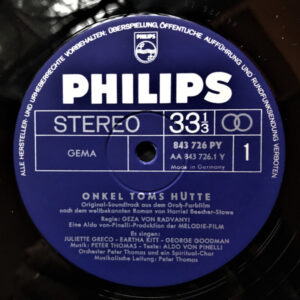 ALLE HERSTELLER- UND URHEBERRECHTE VORBEHALTEN. ÜBERSPIELUNG, ÖFFENTLICHE AUFFÜHRUNG UND RUNDFUNKSENDUNG VERBOTEN
PHILIPS
PHILIPS
STEREO 33 1/3
GEMA
843 726 PY
AA 843 726.1 Y
Made in Germany
1
ONKEL TOMS HÜTTE
Original-Soundtrack aus dem Groß-Farbfilm
nach dem weltbekannten Roman von Harriet Beecher-Stowe
Regie: GEZA VON RADVANYI
Eine Aldo von-Pinelli-Produktion der MELODIE-FILM
Es singen:
JULIETTE GRECO - EARTHA KITT - GEORGE GOODMAN
Musik: PETER THOMAS - Texte: ALDO VON PINELLI
Orchester Peter Thomas und ein Spiritual-Chor
Musikalische Leitung: Peter Thomas